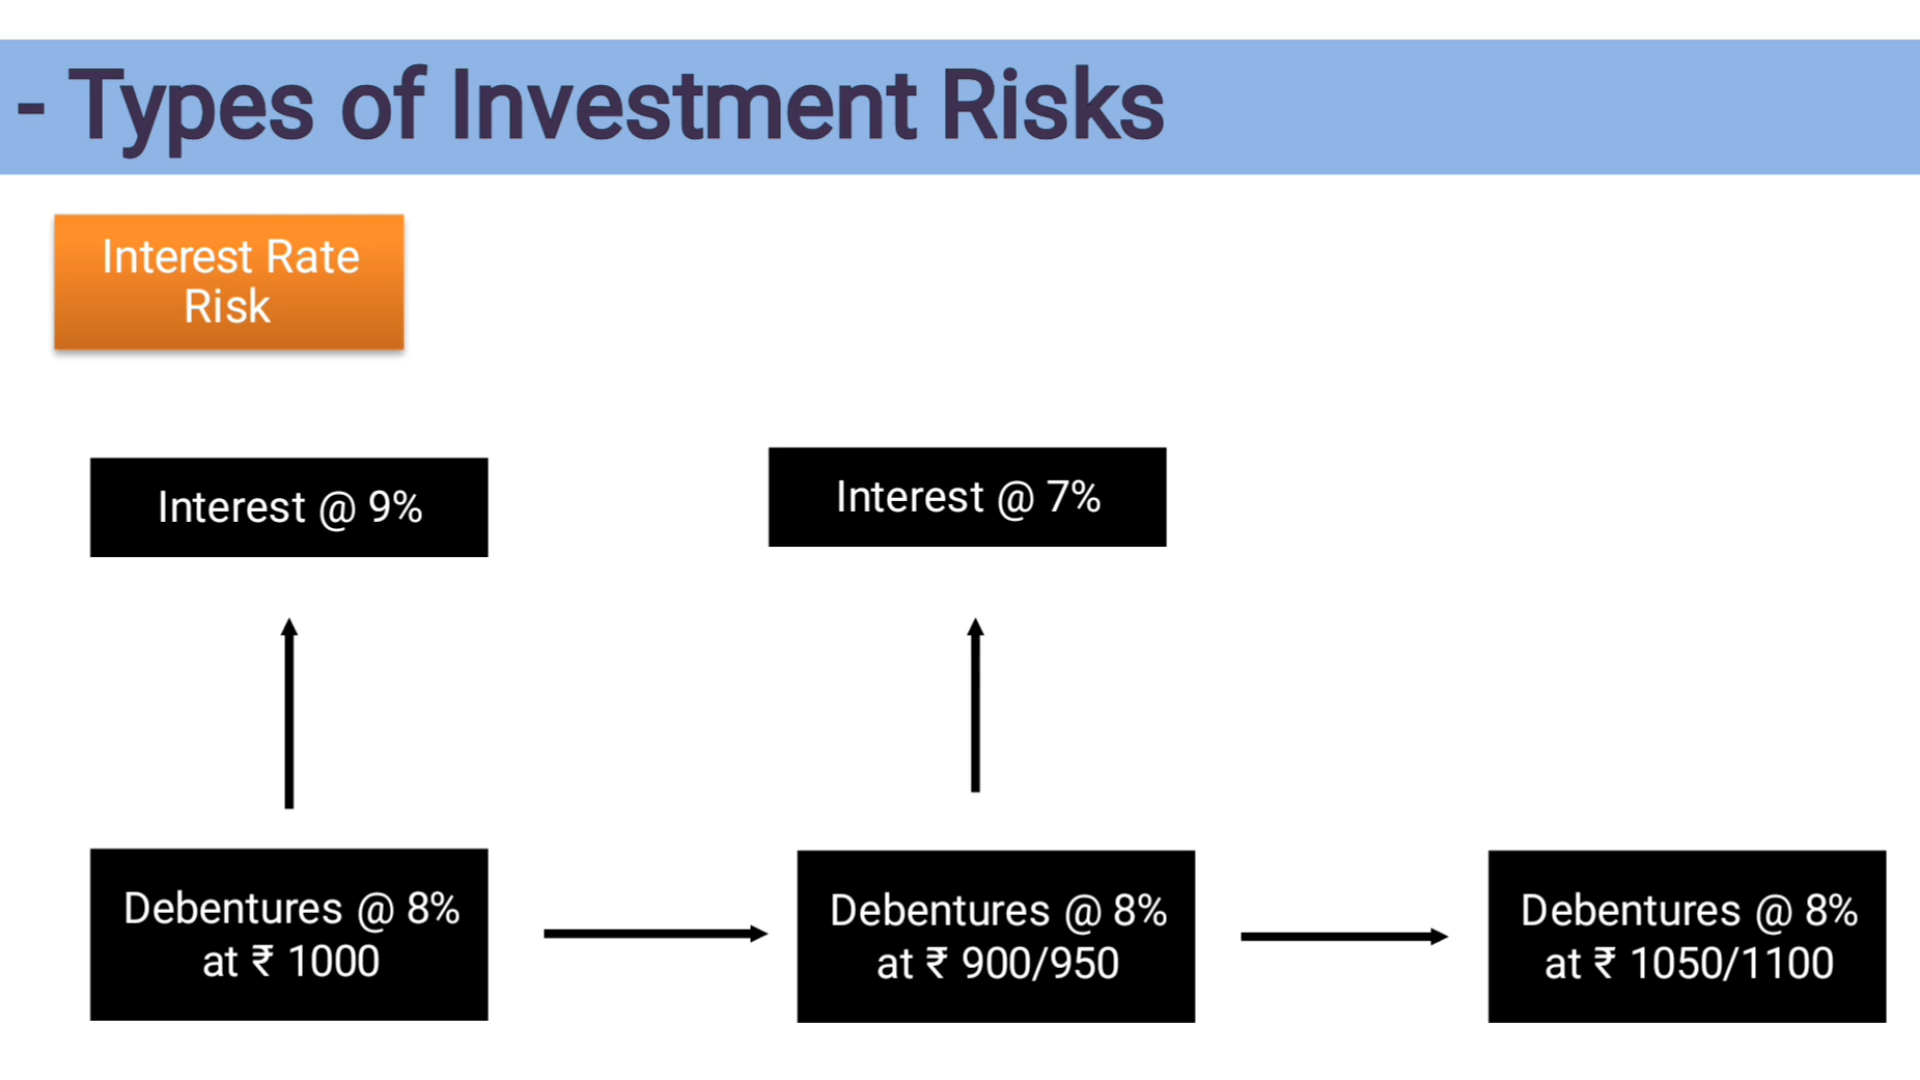 - Types of Investment Risks
Interest Rate
Risk
Interest @ 9%
Interest @ 7%
Debentures @ 8%
at ₹ 1000
Debentures @ 8%
at ₹ 900/950
Debentures @ 8%
at ₹ 1050/1100